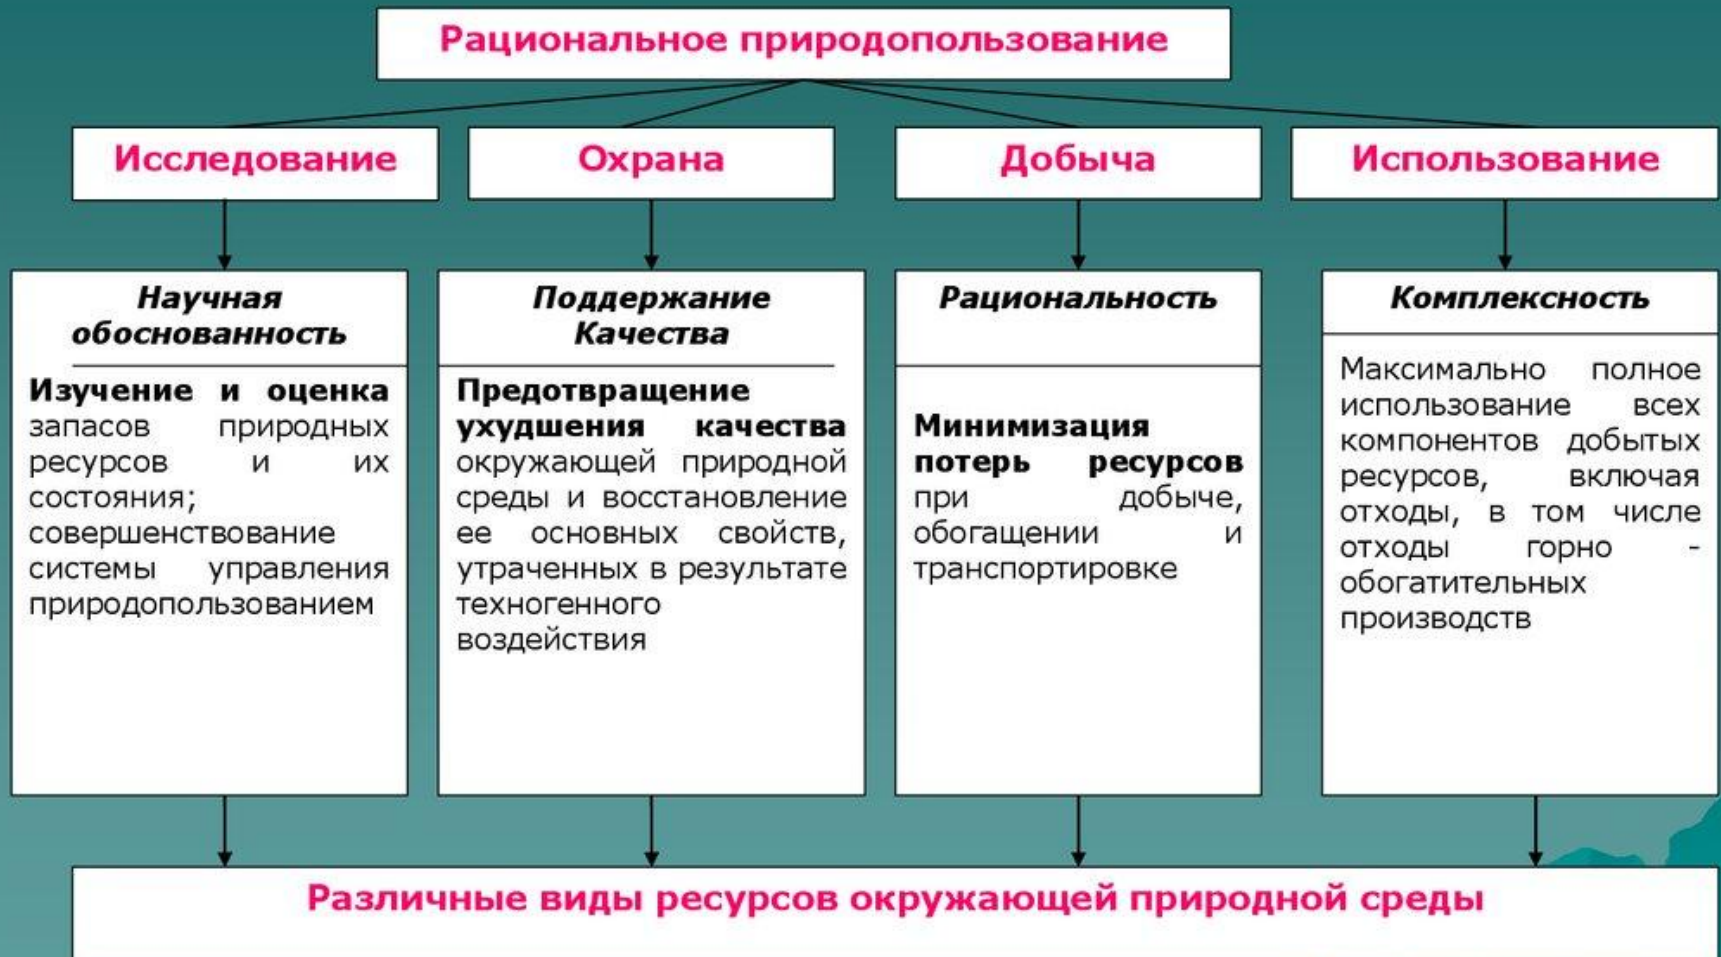 Рациональное природопользование
Исследование
Охрана
Добыча
Использование
Научная
обоснованность
Изучение и оценка
запасов природных
ресурсов и их
состояния;
совершенствование
системы управления
природопользованием
Поддержание
Качества
Предотвращение
ухудшения качества
окружающей природной
среды и восстановление
ее основных свойств,
утраченных в результате
техногенного
воздействия
Рациональность
Минимизация
потерь ресурсов
при добыче,
обогащении и
транспортировке
Комплексность
Максимально полное
использование всех
компонентов добытых
ресурсов, включая
отходы, в том числе
отходы горно -
обогатительных
производств
Различные виды ресурсов окружающей природной среды